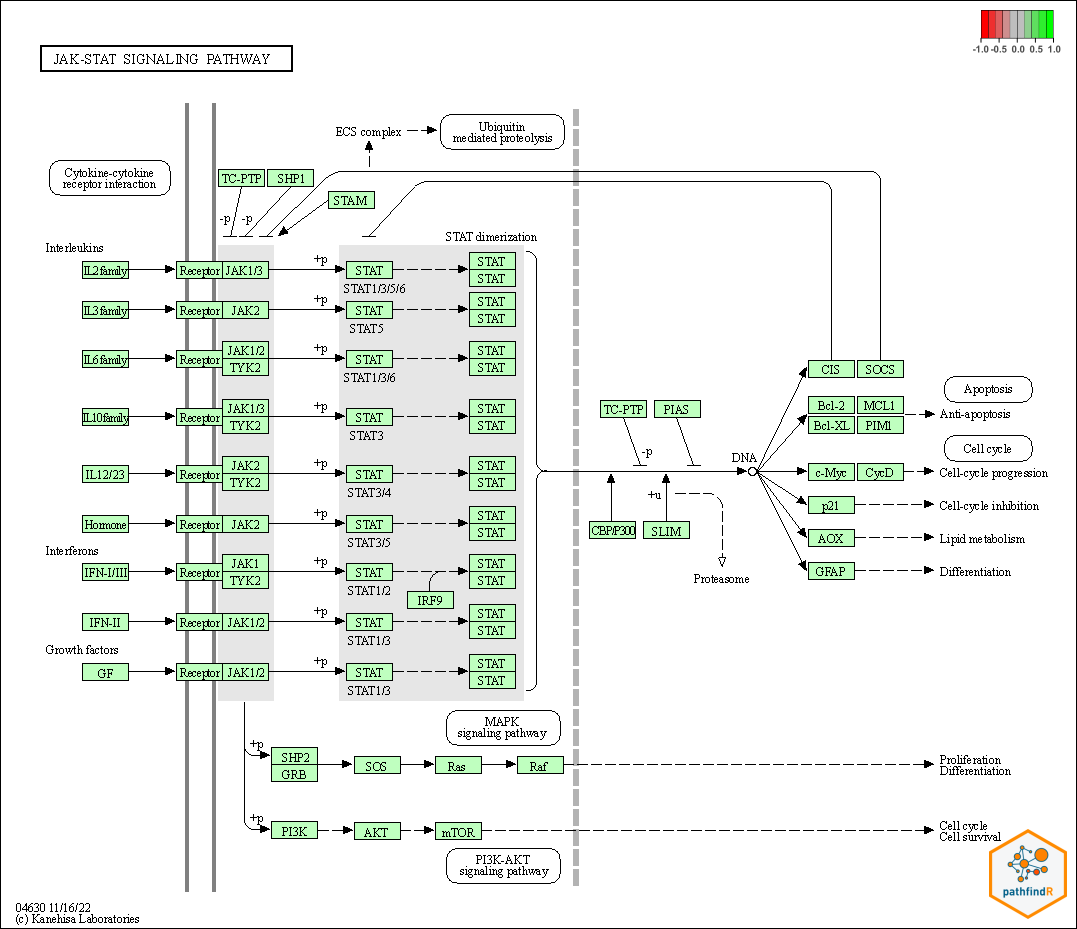 -1.0 -0.5 0.0 0.5 1.0
JAK-STAT SIGNALING PATHWAY
ECS complex
Ubiquitin
mediated proteolysis
Cytokine-cytokine
receptor interaction
TC-PTP
SHP1
STAM
-p
-p
STAT dimerization
Interleukins
IL2family
Receptor
JAK1/3
+p
STAT
STAT1/3/5/6
STAT
STAT
IL3family
Receptor
JAK2
+p
STAT
STAT5
STAT
STAT
IL6family
Receptor
JAK1/2
TYK2
+p
STAT
STAT1/3/6
STAT
STAT
IL10family
Receptor
JAK1/3
TYK2
+p
STAT
STAT3
STAT
STAT
IL12/23
Receptor
JAK2
TYK2
+p
STAT
STAT3/4
STAT
STAT
Hormone
Receptor
JAK2
+p
STAT
STAT3/5
STAT
STAT
Interferons
IFN-I/III
Receptor
JAK1
TYK2
+p
STAT
STAT1/2
IRF9
STAT
STAT
IFN-II
Receptor
JAK1/2
+p
STAT
STAT1/3
STAT
STAT
Growth factors
GF
Receptor
JAK1/2
+p
STAT
STAT1/3
STAT
STAT
TC-PTP
PIAS
-p
CBP/P300
+u
SLIM
Proteasome
DNA
CIS
SOCS
Bcl-2
MCL1
Bcl-XL
PIM1
Apoptosis
Anti-apoptosis
Cell cycle
c-Myc
CycD
Cell-cycle progression
p21
Cell-cycle inhibition
AOX
Lipid metabolism
GFAP
Differentiation
MAPK
signaling pathway
+p
SHP2
GRB
SOS
Ras
Raf
Proliferation
Differentiation
+p
PI3K
AKT
mTOR
Cell cycle
Cell survival
PI3K-AKT
signaling pathway
pathfindR
04630 11/16/22
(c) Kanehisa Laboratories